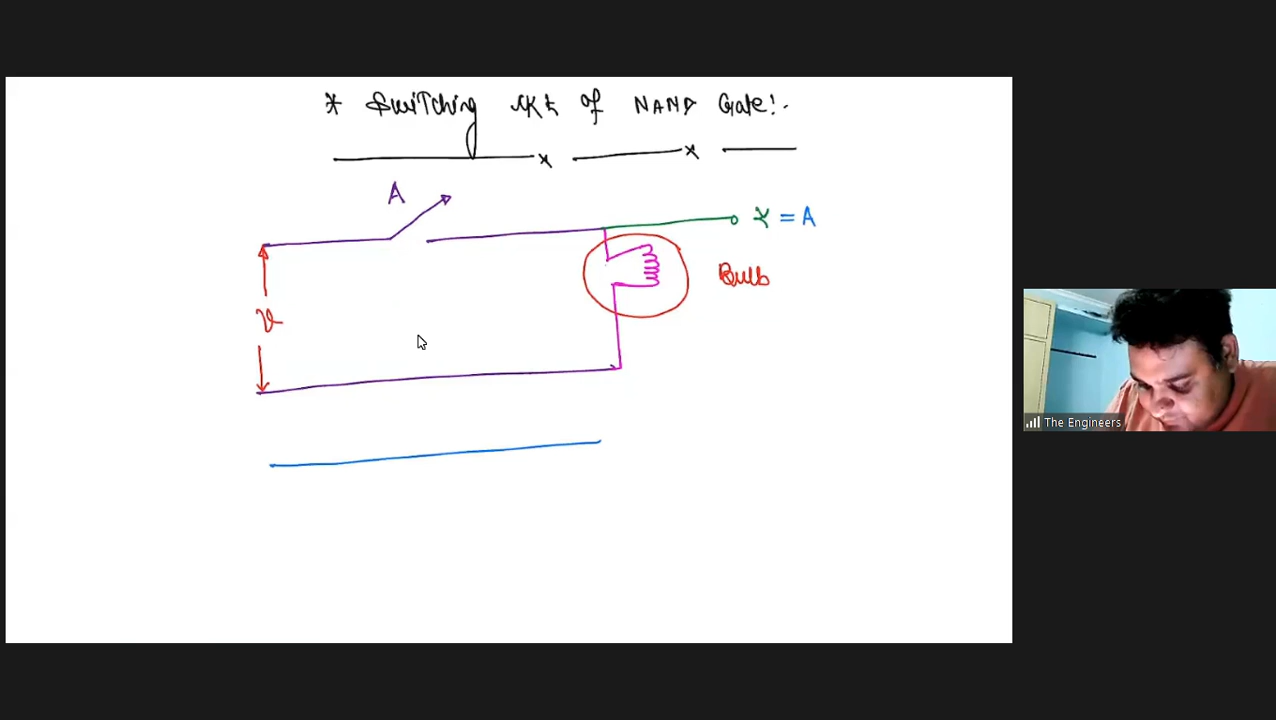 * Switching ckt of NAND Gate:-
A
Y = A
Bulb
V
The Engineers